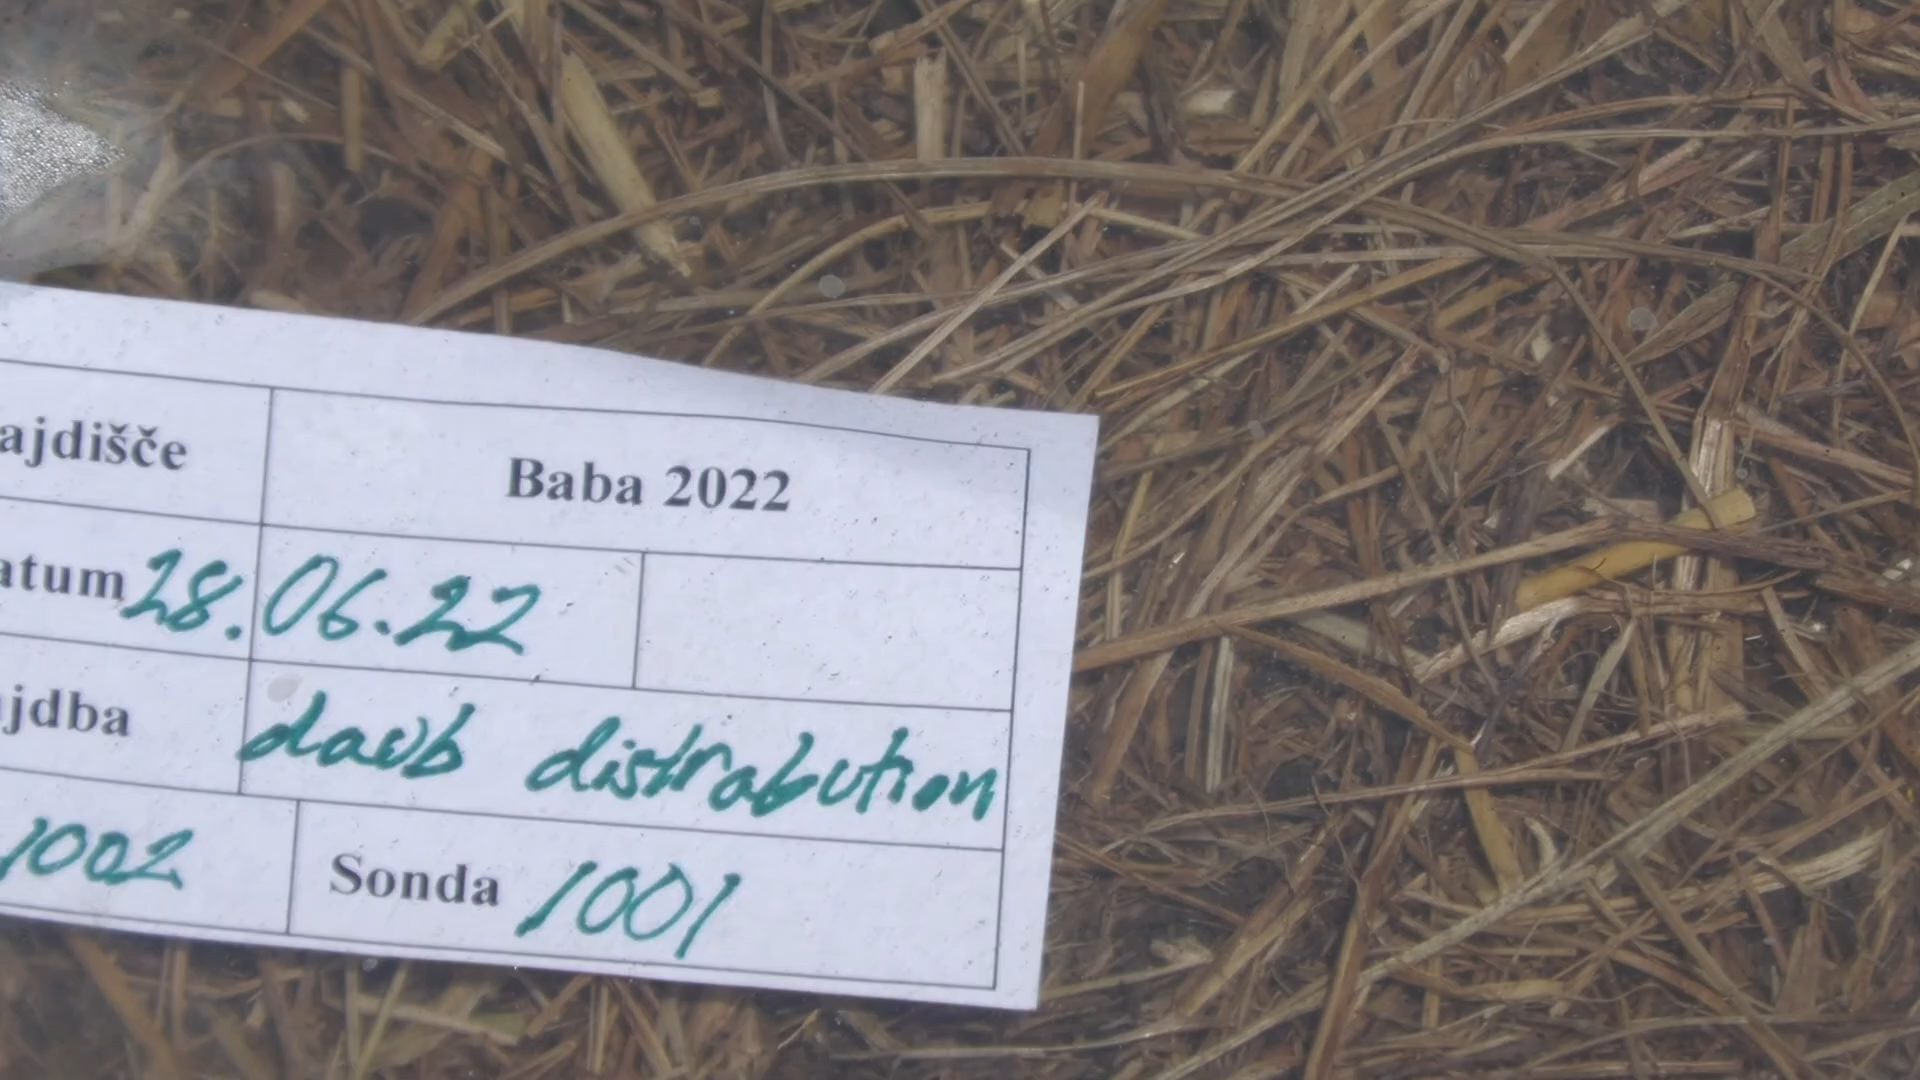 ajdišče Baba 2022
atum 28.06.22
jdba daub distrabution
1002 Sonda 1001